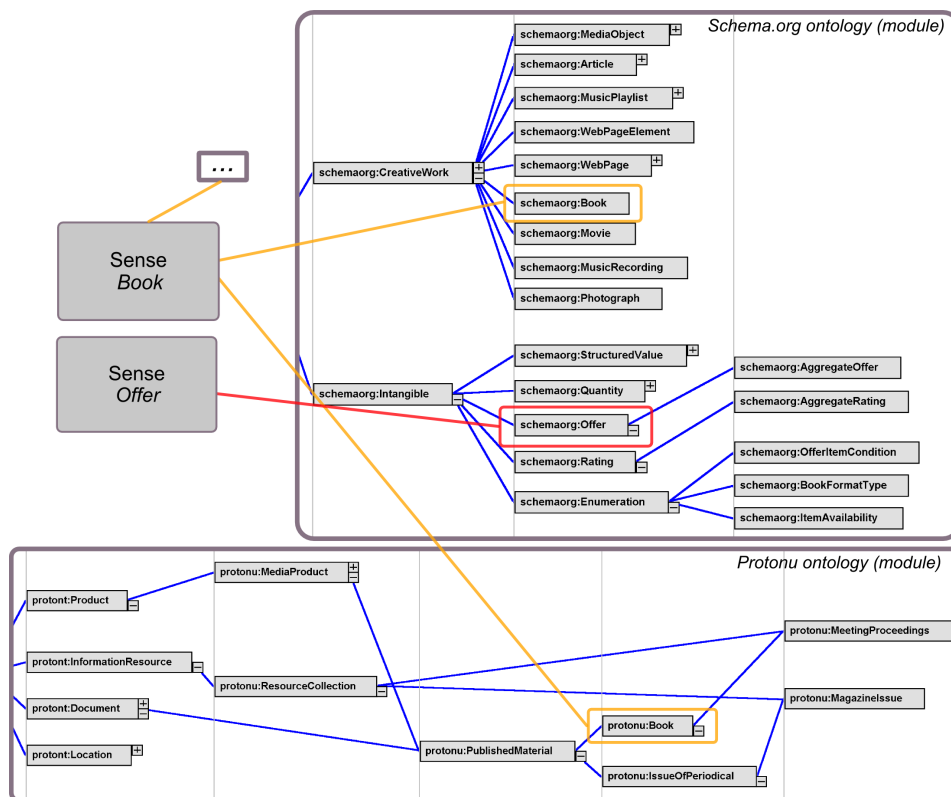 Schema.org ontology (module)
schemaorg:MediaObject
schemaorg:Article
schemaorg:MusicPlaylist
schemaorg:WebPageElement
schemaorg:WebPage
schemaorg:CreativeWork
schemaorg:Book
schemaorg:Movie
schemaorg:MusicRecording
schemaorg:Photograph
...
Sense
Book
Sense
Offer
schemaorg:StructuredValue
schemaorg:AggregateOffer
schemaorg:Intangible
schemaorg:Quantity
schemaorg:AggregateRating
schemaorg:Offer
schemaorg:OfferItemCondition
schemaorg:Rating
schemaorg:BookFormatType
schemaorg:Enumeration
schemaorg:ItemAvailability
Protonu ontology (module)
protonu:MediaProduct
protont:Product
protonu:MeetingProceedings
protont:InformationResource
protonu:ResourceCollection
protonu:MagazineIssue
protont:Document
protonu:Book
protont:Location
protonu:PublishedMaterial
protonu:IssueOfPeriodical